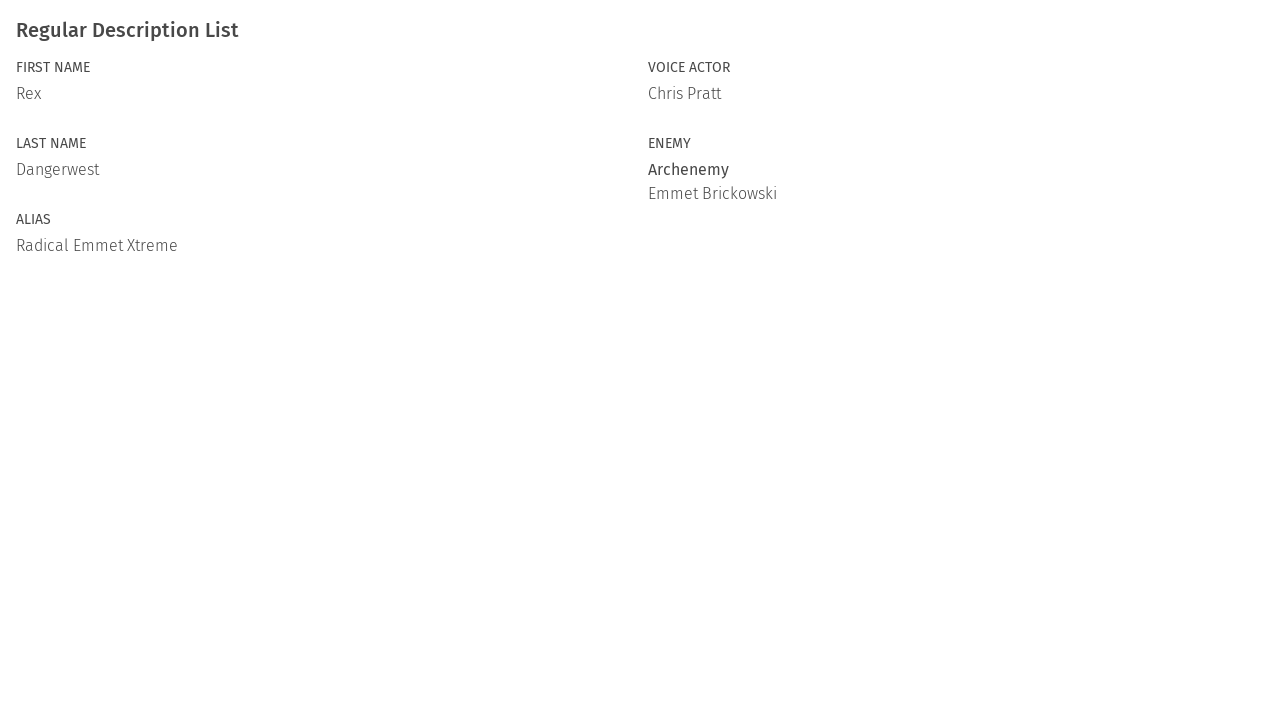 Regular Description List
FIRST NAME
Rex
LAST NAME
Dangerwest
ALIAS
Radical Emmet Xtreme
VOICE ACTOR
Chris Pratt
ENEMY
Archenemy
Emmet Brickowski